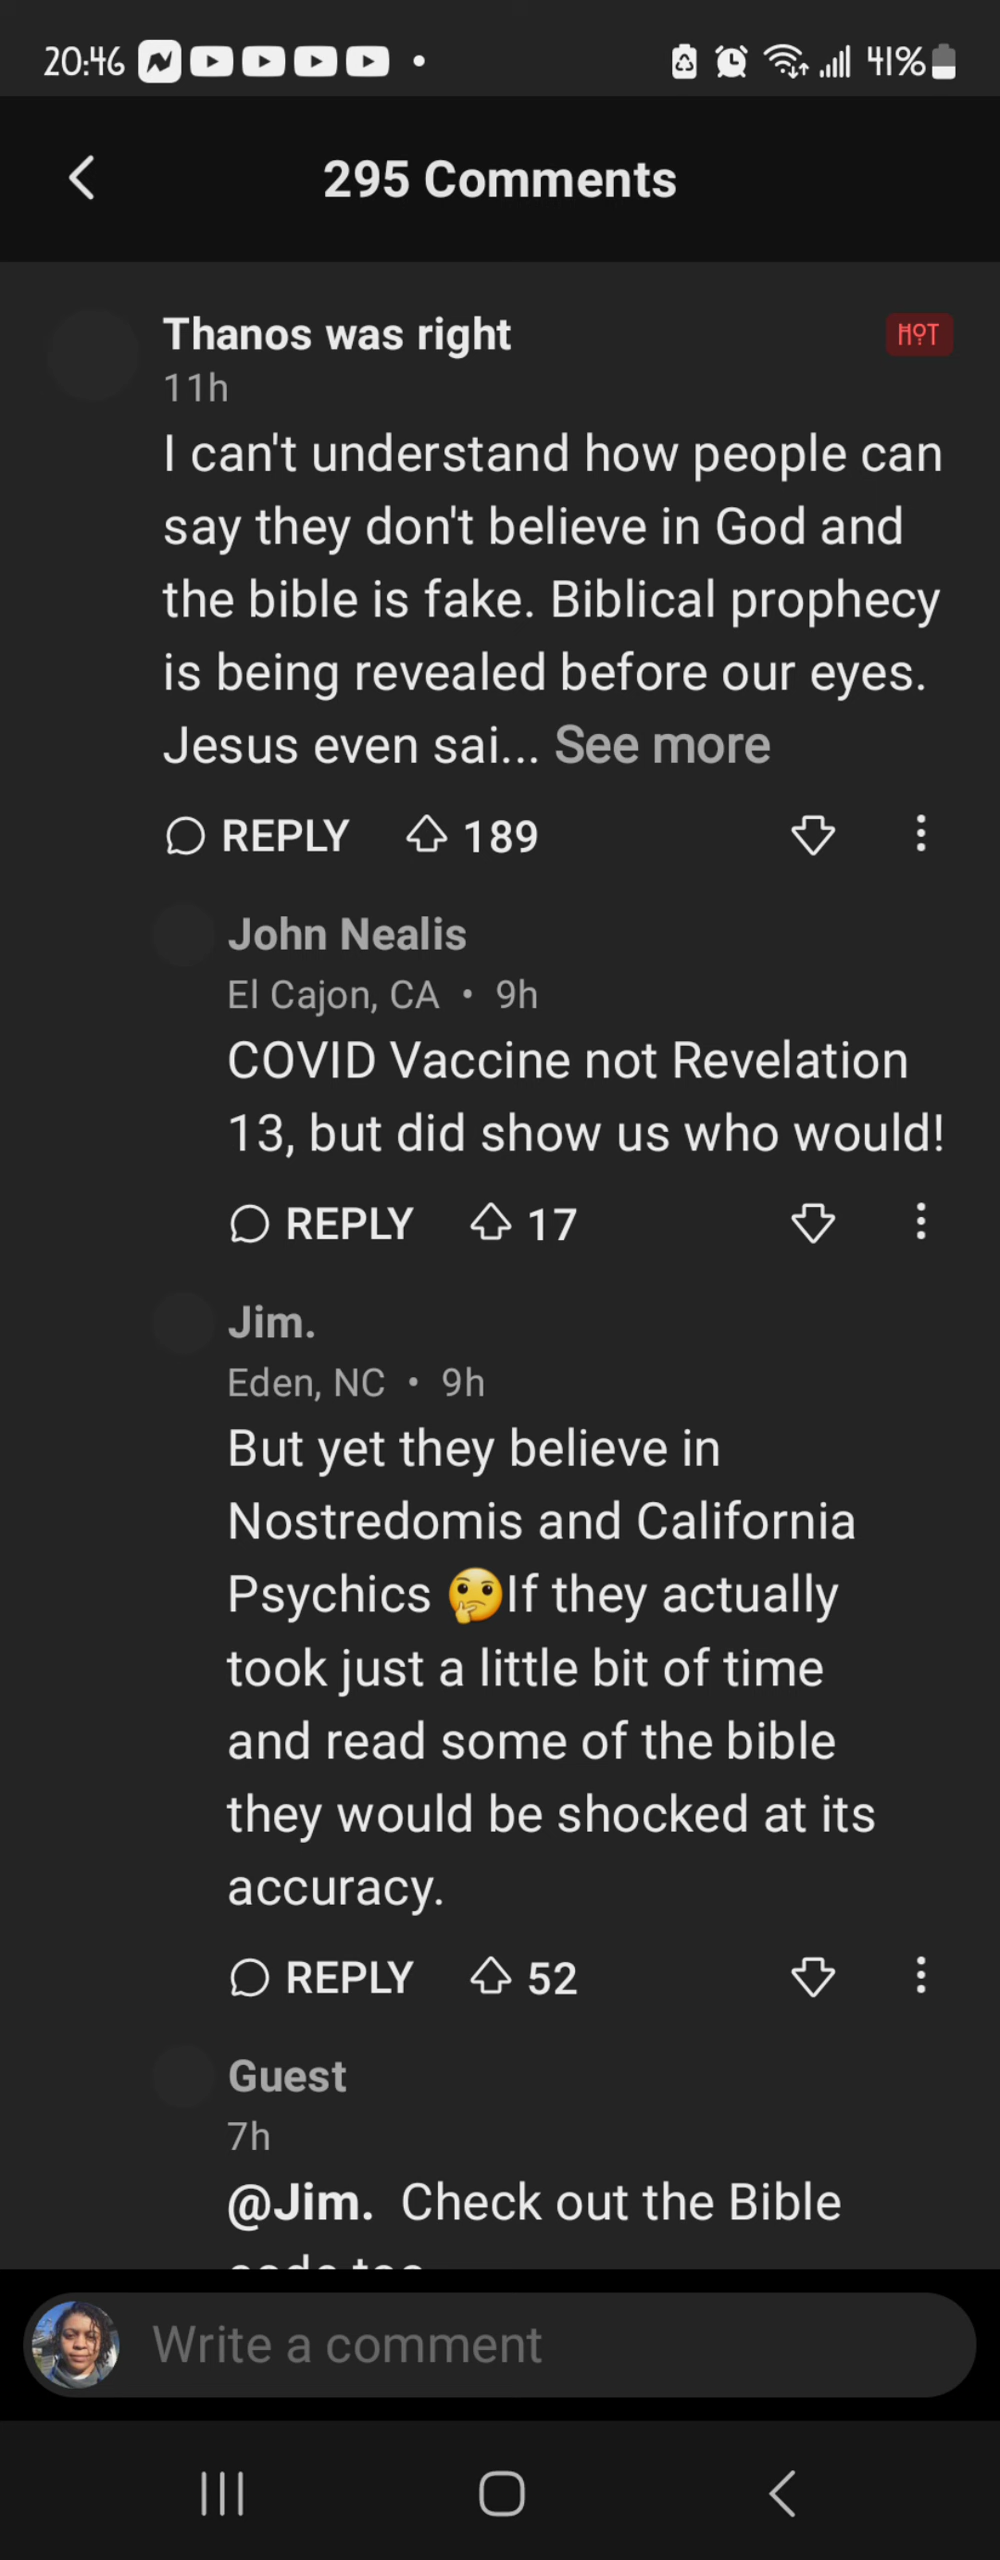 20:46
41%
295 Comments
Thanos was right
HOT
11h
I can't understand how people can
say they don't believe in God and
the bible is fake. Biblical prophecy
is being revealed before our eyes.
Jesus even sai... See more
REPLY 189
John Nealis
El Cajon, CA • 9h
COVID Vaccine not Revelation
13, but did show us who would!
REPLY 17
Jim.
Eden, NC • 9h
But yet they believe in
Nostredomis and California
Psychics 🤔If they actually
took just a little bit of time
and read some of the bible
they would be shocked at its
accuracy.
REPLY 52
Guest
7h
@Jim. Check out the Bible
Write a comment